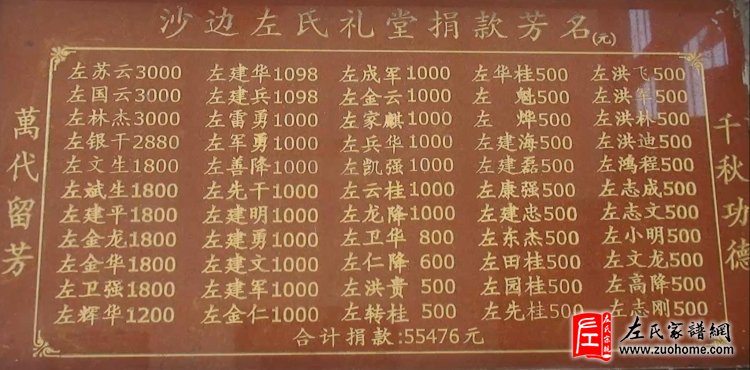 沙边左氏礼堂捐款芳名(元)
萬代留芳
左苏云3000 左建华1098 左成军1000 左华桂500 左洪飞500
左国云3000 左建兵1098 左金云1000 左 魁500 左洪军500
左林杰3000 左雷勇1000 左家麒1000 左 烨500 左洪林500
左银干2880 左军勇1000 左兵华1000 左建海500 左洪迪500
左文生1800 左善降1000 左凯强1000 左建磊500 左鸿程500
左斌生1800 左先干1000 左云桂1000 左康强500 左志成500
左建平1800 左建明1000 左龙降1000 左建忠500 左志文500
左金龙1800 左建勇1000 左卫华 800 左东杰500 左小明500
左金华1800 左建文1000 左仁降 600 左田桂500 左文龙500
左卫强1800 左建军1000 左洪贵 500 左园桂500 左高降500
左辉华1200 左金仁1000 左转桂 500 左先桂500 左志刚500
千秋功德
合计捐款:55476元
左氏家譜網
www.zuohome.com